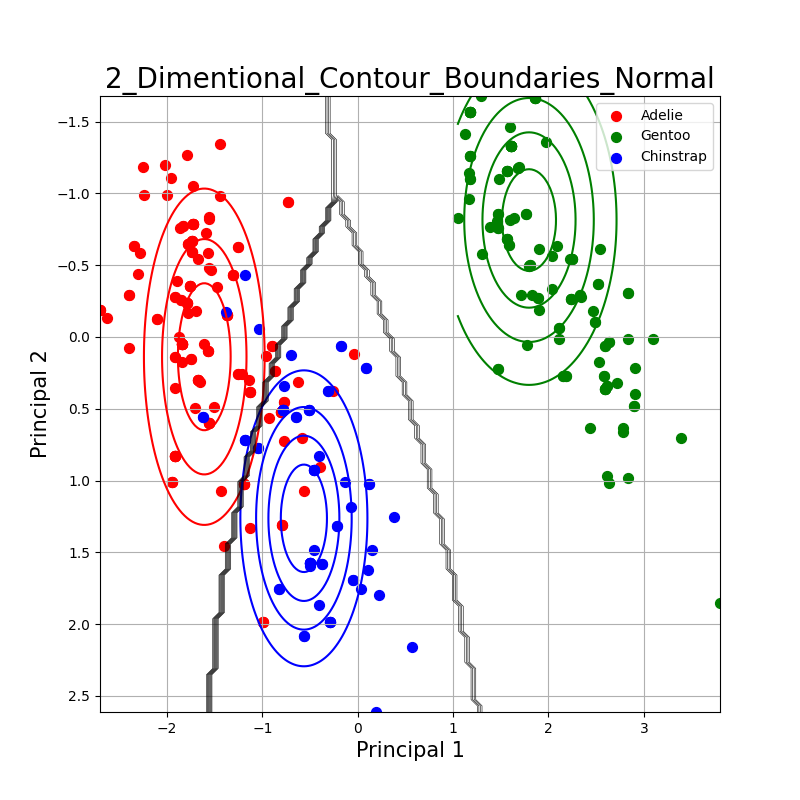 2_Dimentional_Contour_Boundaries_Normal
Adelie
Gentoo
Chinstrap
Principal 2
−1.5
−1.0
−0.5
0.0
0.5
1.0
1.5
2.0
2.5
−2 −1 0 1 2 3
Principal 1